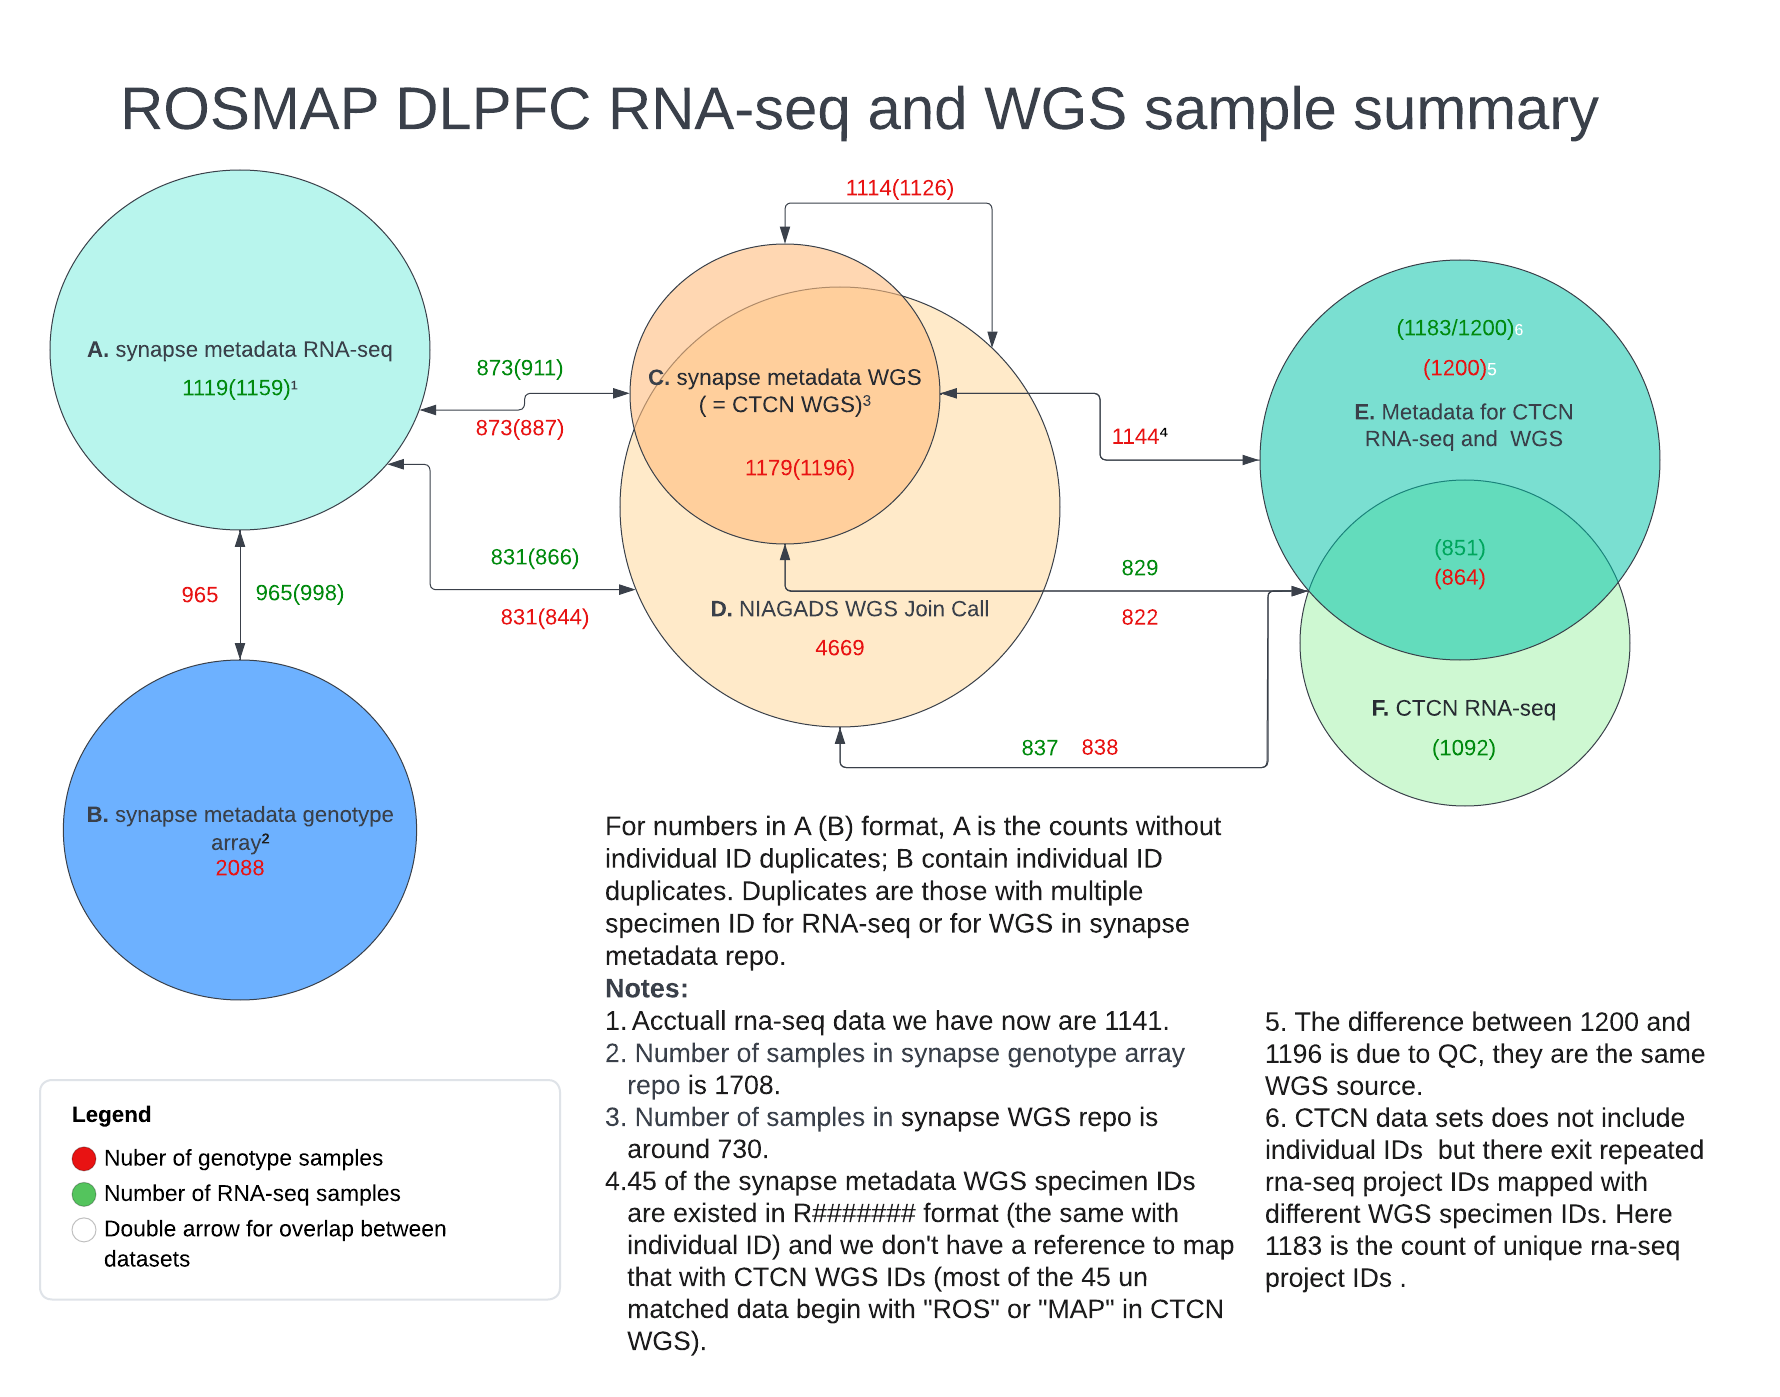 ROSMAP DLPFC RNA-seq and WGS sample summary
1114(1126)
A. synapse metadata RNA-seq
1119(1159)¹
873(911)
873(887)
C. synapse metadata WGS
( = CTCN WGS)³
1179(1196)
1144⁴
(1183/1200)6
(1200)5
E. Metadata for CTCN
RNA-seq and  WGS
(851)
(864)
831(866)
831(844)
965
965(998)
D. NIAGADS WGS Join Call
4669
829
822
837
838
F. CTCN RNA-seq
(1092)
B. synapse metadata genotype
array²
2088
For numbers in A (B) format, A is the counts without
individual ID duplicates; B contain individual ID
duplicates. Duplicates are those with multiple
specimen ID for RNA-seq or for WGS in synapse
metadata repo.
Notes:
1. Acctuall rna-seq data we have now are 1141.
2. Number of samples in synapse genotype array
repo is 1708.
3. Number of samples in synapse WGS repo is
around 730.
4.45 of the synapse metadata WGS specimen IDs
are existed in R####### format (the same with
individual ID) and we don't have a reference to map
that with CTCN WGS IDs (most of the 45 un
matched data begin with "ROS" or "MAP" in CTCN
WGS).
5. The difference between 1200 and
1196 is due to QC, they are the same
WGS source.
6. CTCN data sets does not include
individual IDs  but there exit repeated
rna-seq project IDs mapped with
different WGS specimen IDs. Here
1183 is the count of unique rna-seq
project IDs .
Legend
Nuber of genotype samples
Number of RNA-seq samples
Double arrow for overlap between
datasets